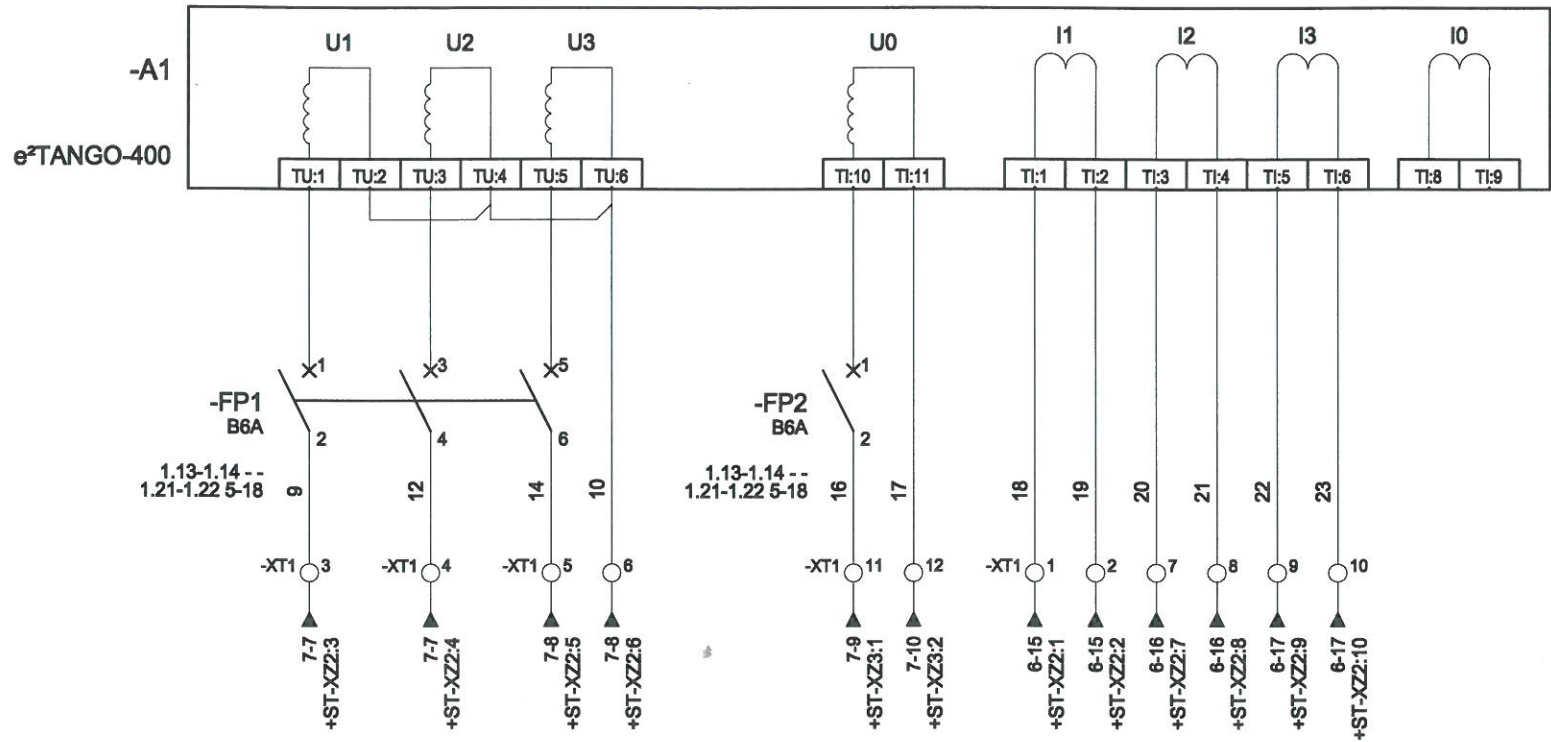 U1 U2 U3 U0 I1 I2 I3 I0
-A1
e²TANGO-400
TU:1 TU:2 TU:3 TU:4 TU:5 TU:6 TI:10 TI:11 TI:1 TI:2 TI:3 TI:4 TI:5 TI:6 TI:8 TI:9
1 3 5 1
-FP1 -FP2
B6A B6A
2 4 6 2
1.13-1.14 - - 1.13-1.14 - -
1.21-1.22 5-18 1.21-1.22 5-18
9 12 14 10 16 17 18 19 20 21 22 23
-XT1 3 -XT1 4 -XT1 5 6 -XT1 11 12 -XT1 1 2 7 8 9 10
7-7
+ST-XZ2:3
7-7
+ST-XZ2:4
7-8
+ST-XZ2:5
7-8
+ST-XZ2:6
7-9
+ST-XZ3:1
7-10
+ST-XZ3:2
6-15
+ST-XZ2:1
6-15
+ST-XZ2:2
6-16
+ST-XZ2:7
6-16
+ST-XZ2:8
6-17
+ST-XZ2:9
6-17
+ST-XZ2:10